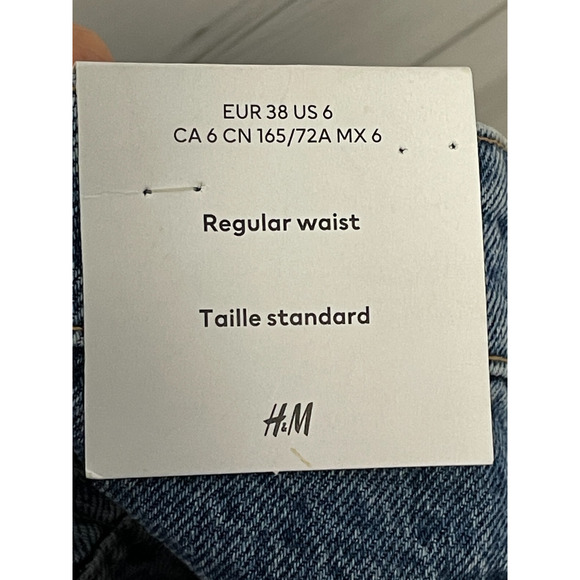 EUR 38 US 6
CA 6 CN 165/72A MX 6
Regular waist
Taille standard
H&M